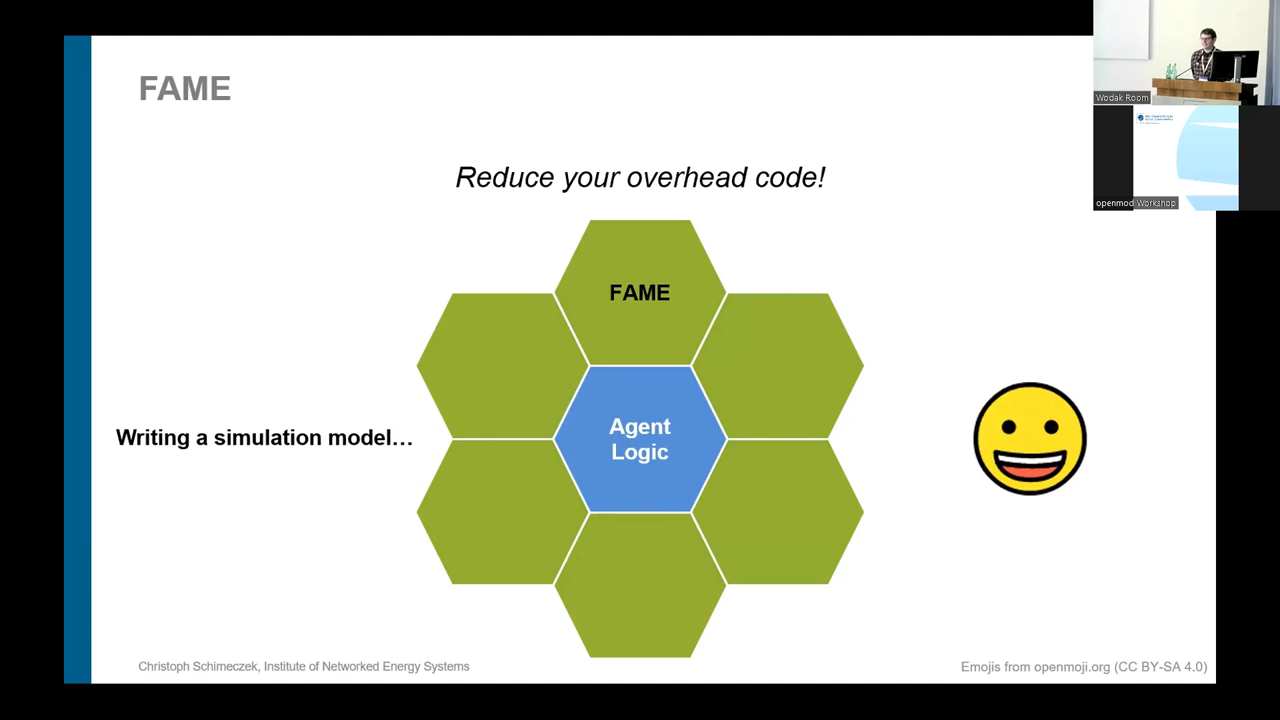 FAME
Reduce your overhead code!
FAME
Agent
Logic
Writing a simulation model…
Christoph Schimeczek, Institute of Networked Energy Systems
Emojis from openmoji.org (CC BY-SA 4.0)
Wodak Room
openmod Workshop